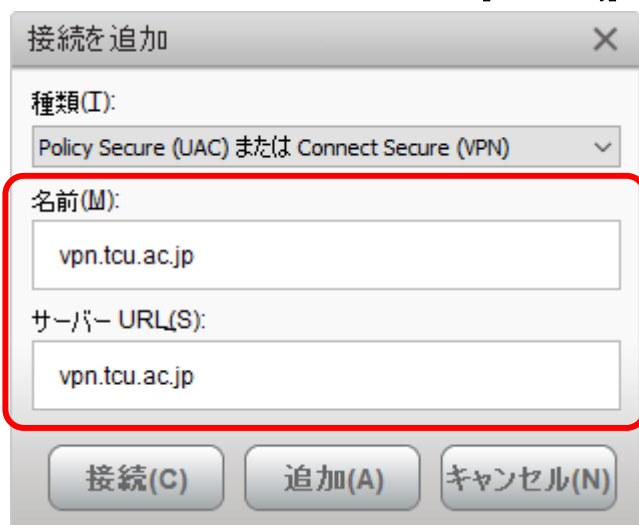 接続を追加
種類(T):
Policy Secure (UAC) または Connect Secure (VPN)
名前(M):
vpn.tcu.ac.jp
サーバー URL(S):
vpn.tcu.ac.jp
接続(C) 追加(A) キャンセル(N)